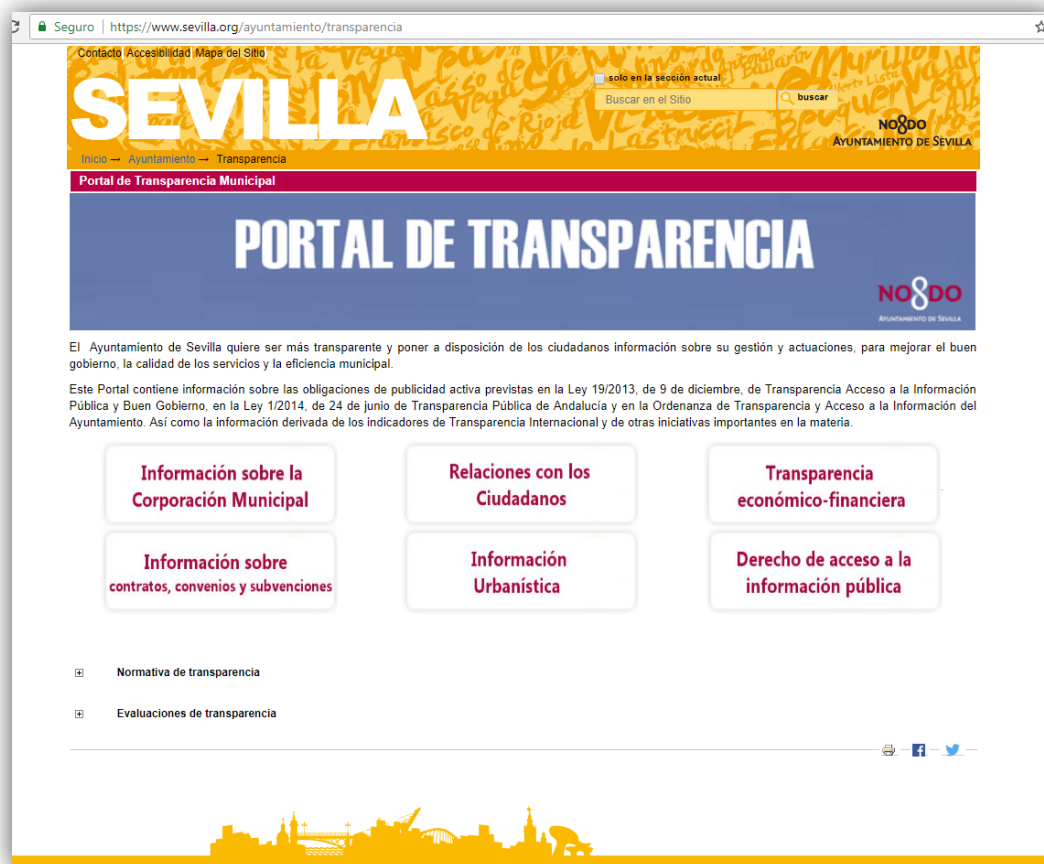 Seguro | https://www.sevilla.org/ayuntamiento/transparencia
Contacto Accesibilidad Mapa del Sitio
SEVILLA
solo en la sección actual
Buscar en el Sitio
buscar
NO8DO
AYUNTAMIENTO DE SEVILLA
Inicio → Ayuntamiento → Transparencia
Portal de Transparencia Municipal
PORTAL DE TRANSPARENCIA
NO8DO
AYUNTAMIENTO DE SEVILLA
El Ayuntamiento de Sevilla quiere ser más transparente y poner a disposición de los ciudadanos información sobre su gestión y actuaciones, para mejorar el buen
gobierno, la calidad de los servicios y la eficiencia municipal.
Este Portal contiene información sobre las obligaciones de publicidad activa previstas en la Ley 19/2013, de 9 de diciembre, de Transparencia Acceso a la Información
Pública y Buen Gobierno, en la Ley 1/2014, de 24 de junio de Transparencia Pública de Andalucía y en la Ordenanza de Transparencia y Acceso a la Información del
Ayuntamiento. Así como la información derivada de los indicadores de Transparencia Internacional y de otras iniciativas importantes en la materia.
Información sobre la
Corporación Municipal
Relaciones con los
Ciudadanos
Transparencia
económico-financiera
Información sobre
contratos, convenios y subvenciones
Información
Urbanística
Derecho de acceso a la
información pública
Normativa de transparencia
Evaluaciones de transparencia